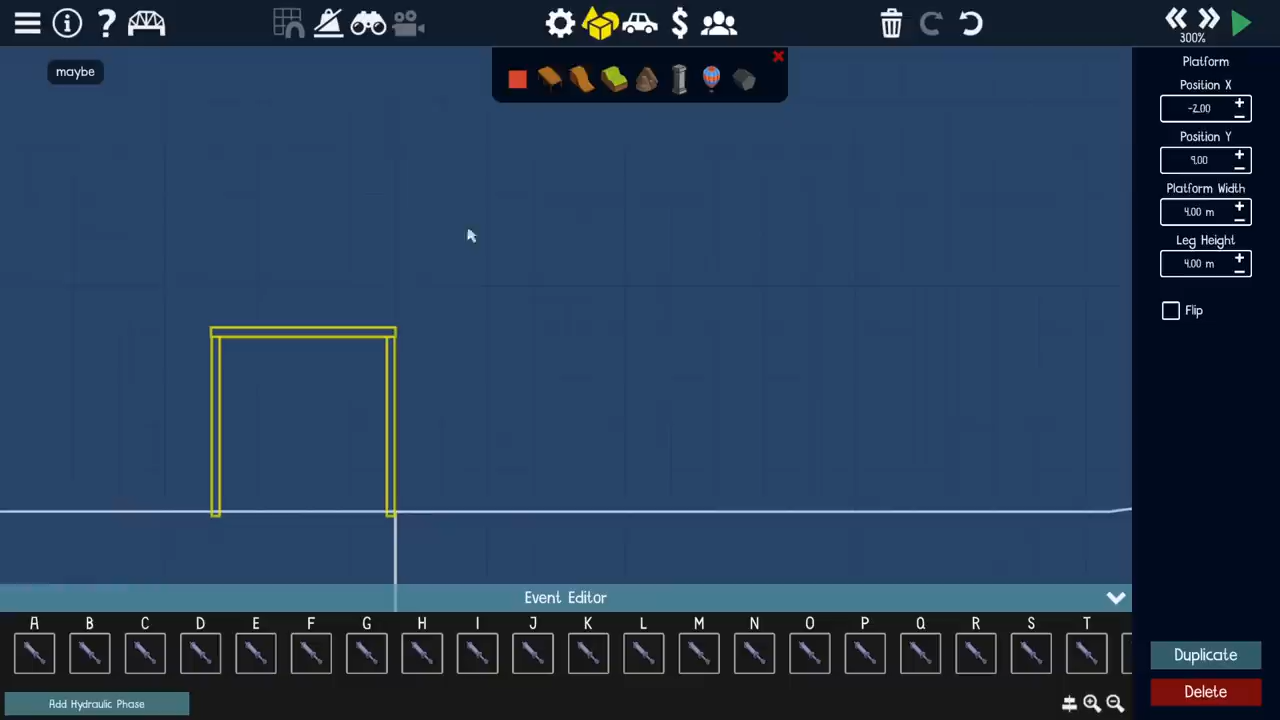 300%
maybe
Platform
Position X
-2.00
Position Y
9.00
Platform Width
4.00 m
Leg Height
4.00 m
Flip
Event Editor
A B C D E F G H I J K L M N O P Q R S T
Duplicate
Delete
Add Hydraulic Phase